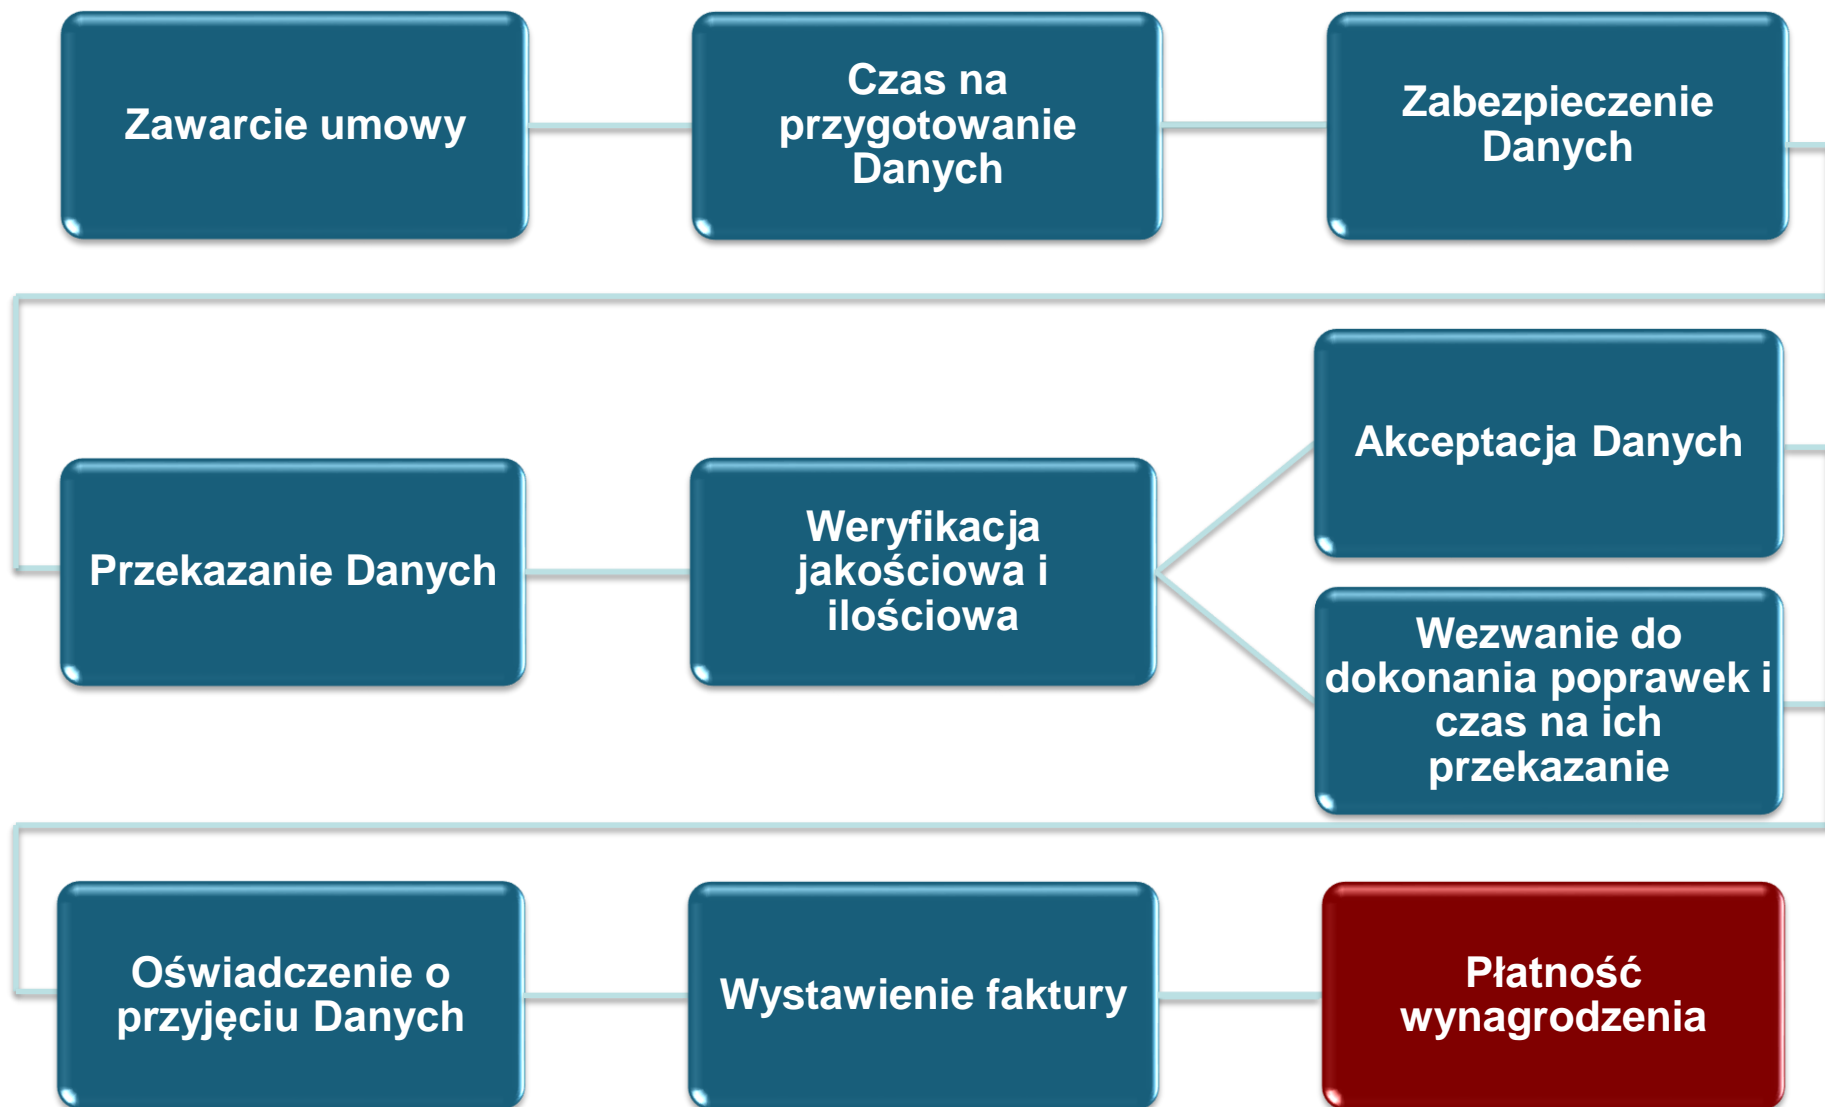 Zawarcie umowy
Czas na
przygotowanie
Danych
Zabezpieczenie
Danych
Przekazanie Danych
Weryfikacja
jakościowa i
ilościowa
Akceptacja Danych
Wezwanie do
dokonania poprawek i
czas na ich
przekazanie
Oświadczenie o
przyjęciu Danych
Wystawienie faktury
Płatność
wynagrodzenia